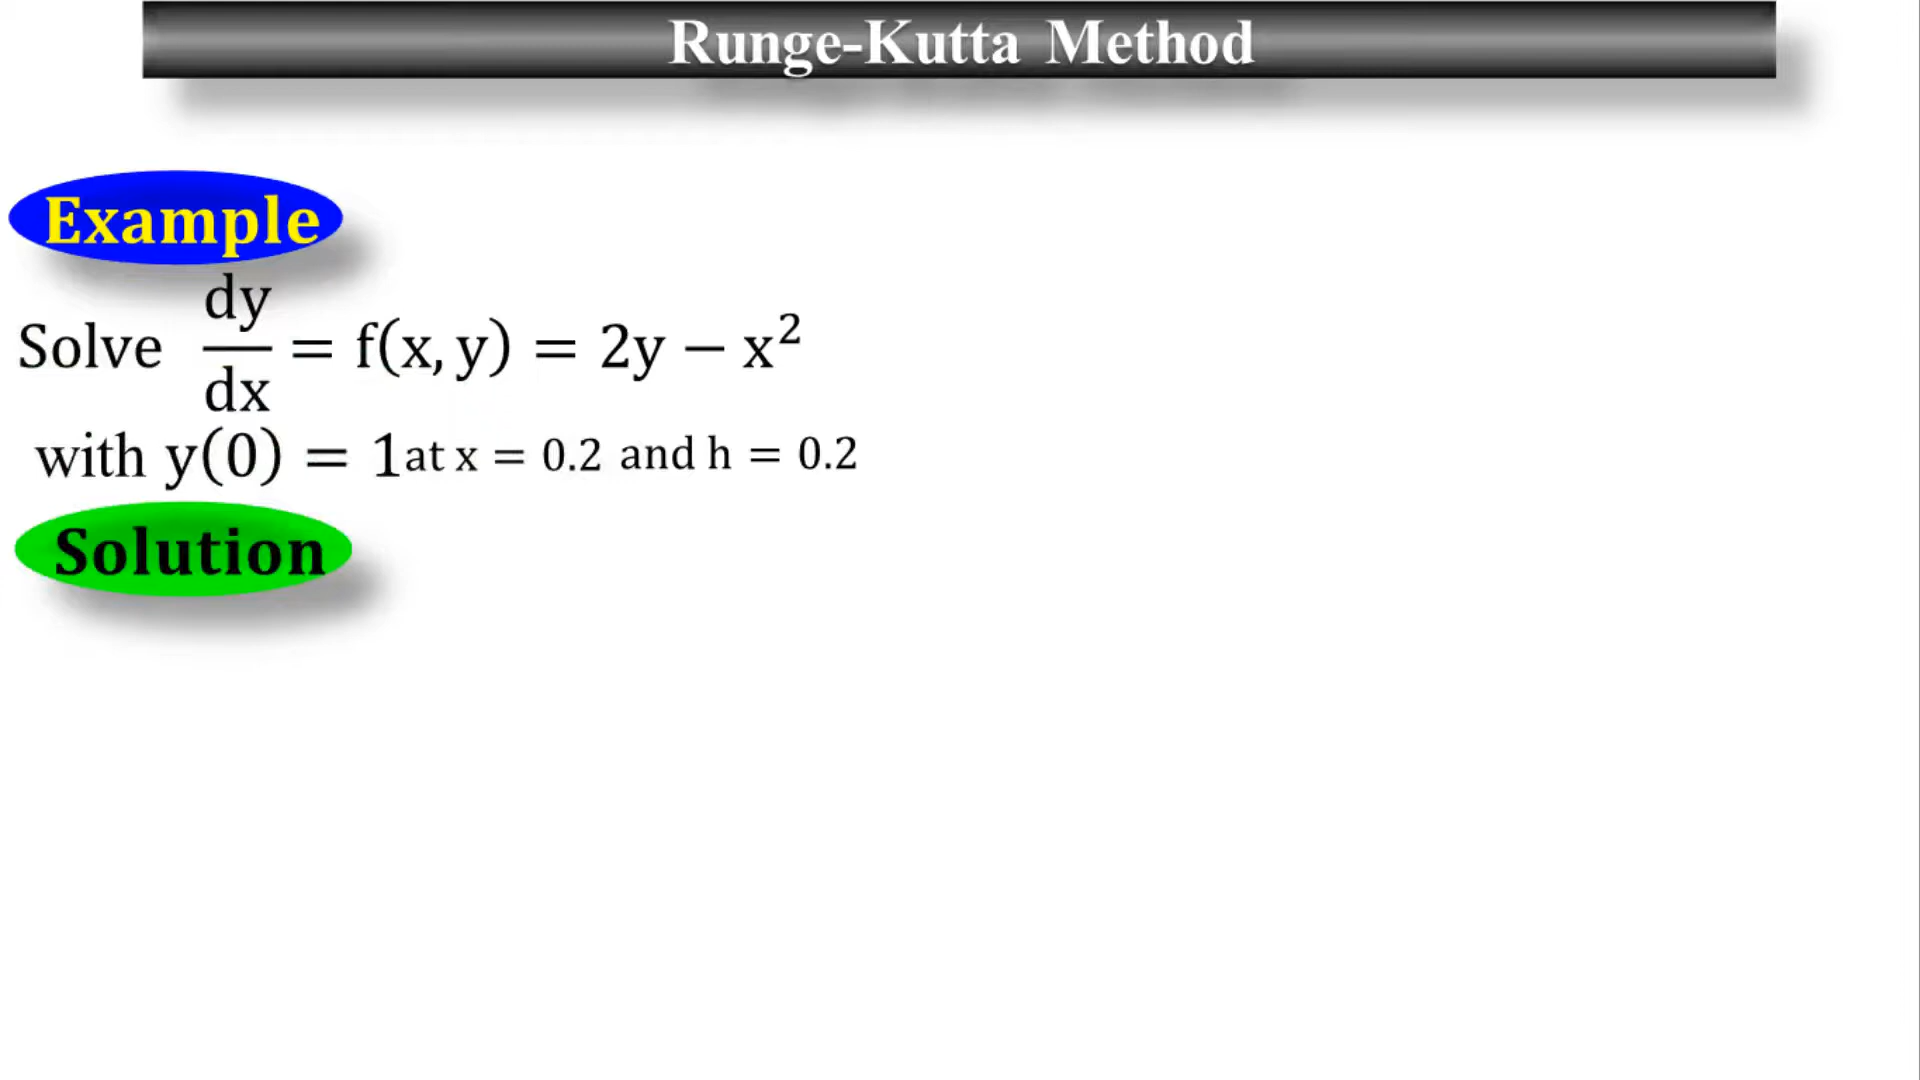 Runge-Kutta Method
Example
Solve dy/dx = f(x, y) = 2y − x²
with y(0) = 1 at x = 0.2 and h = 0.2
Solution